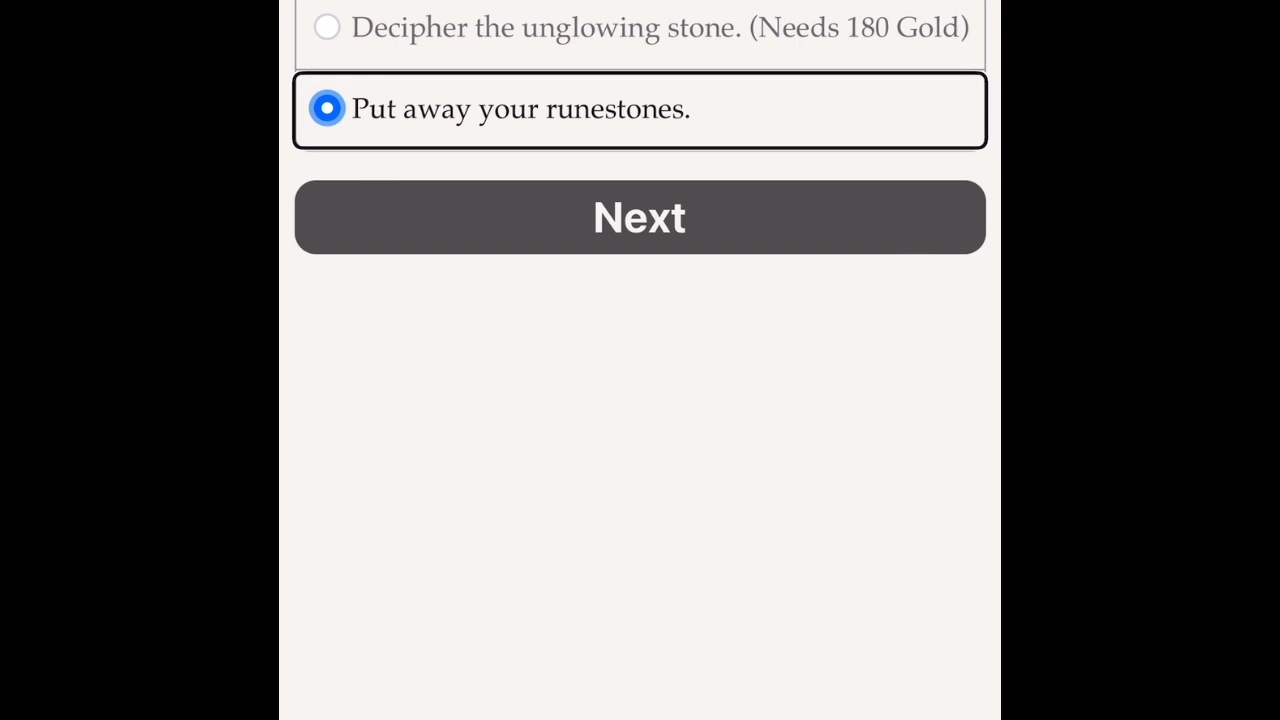 Decipher the unglowing stone. (Needs 180 Gold)
Put away your runestones.
Next